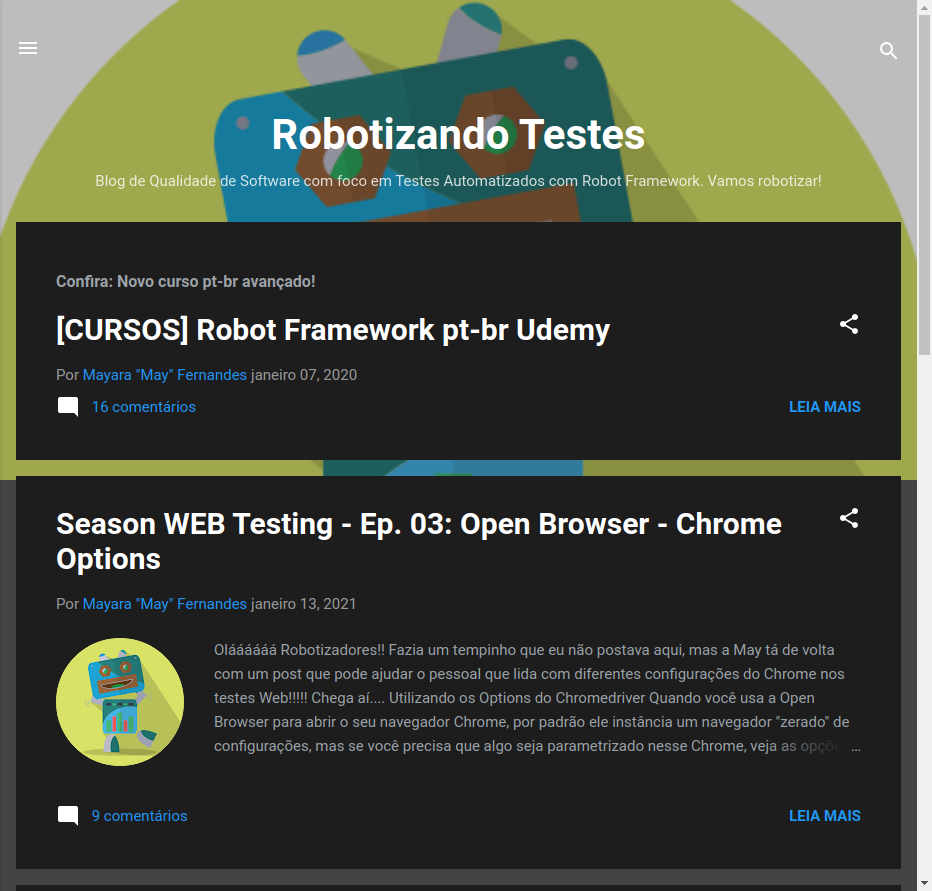 Robotizando Testes
Blog de Qualidade de Software com foco em Testes Automatizados com Robot Framework. Vamos robotizar!
Confira: Novo curso pt-br avançado!
[CURSOS] Robot Framework pt-br Udemy
Por Mayara "May" Fernandes janeiro 07, 2020
16 comentários
LEIA MAIS
Season WEB Testing - Ep. 03: Open Browser - Chrome
Options
Por Mayara "May" Fernandes janeiro 13, 2021
Oláááááá Robotizadores!! Fazia um tempinho que eu não postava aqui, mas a May tá de volta
com um post que pode ajudar o pessoal que lida com diferentes configurações do Chrome nos
testes Web!!!!! Chega aí.... Utilizando os Options do Chromedriver Quando você usa a Open
Browser para abrir o seu navegador Chrome, por padrão ele instância um navegador "zerado" de
configurações, mas se você precisa que algo seja parametrizado nesse Chrome, veja as opçõe ...
9 comentários
LEIA MAIS